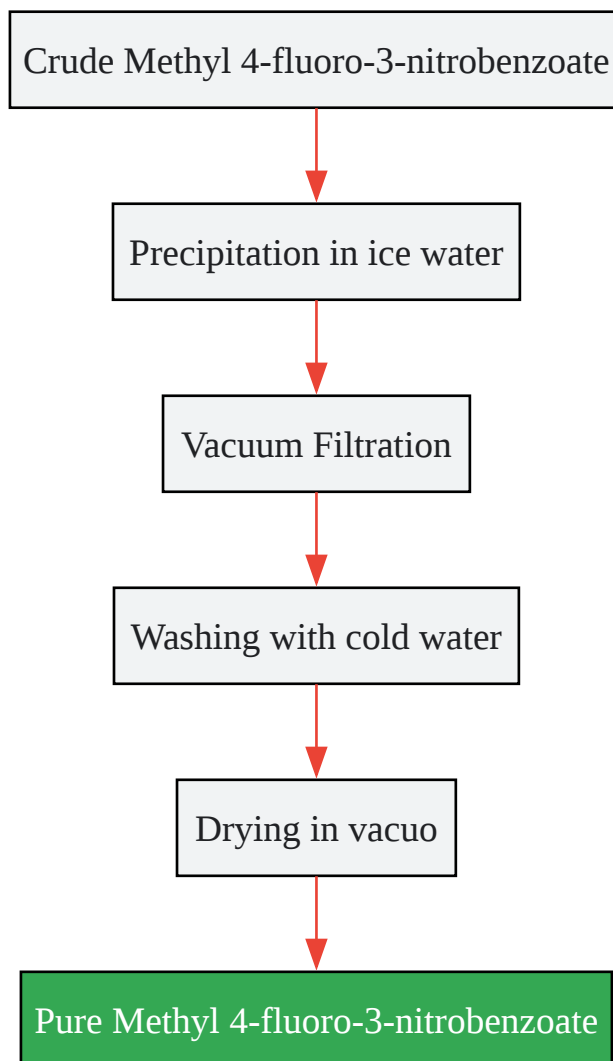 Crude Methyl 4-fluoro-3-nitrobenzoate
Precipitation in ice water
Vacuum Filtration
Washing with cold water
Drying in vacuo
Pure Methyl 4-fluoro-3-nitrobenzoate